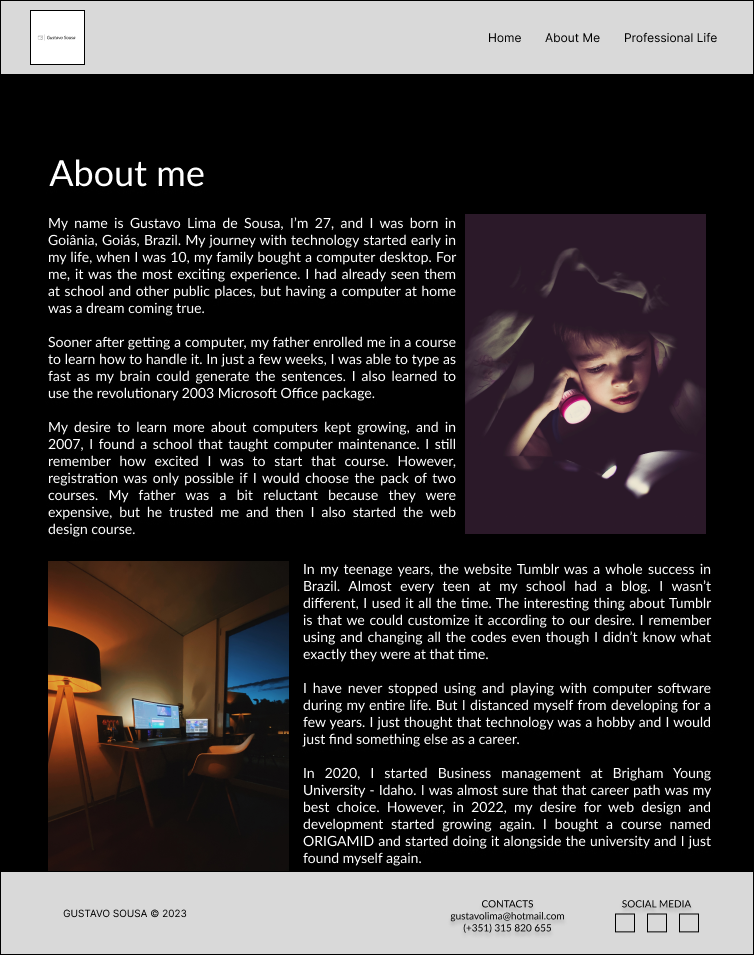 Gustavo Sousa
Home About Me Professional Life
About me
My name is Gustavo Lima de Sousa, I'm 27, and I was born in
Goiânia, Goiás, Brazil. My journey with technology started early in
my life, when I was 10, my family bought a computer desktop. For
me, it was the most exciting experience. I had already seen them
at school and other public places, but having a computer at home
was a dream coming true.
Sooner after getting a computer, my father enrolled me in a course
to learn how to handle it. In just a few weeks, I was able to type as
fast as my brain could generate the sentences. I also learned to
use the revolutionary 2003 Microsoft Office package.
My desire to learn more about computers kept growing, and in
2007, I found a school that taught computer maintenance. I still
remember how excited I was to start that course. However,
registration was only possible if I would choose the pack of two
courses. My father was a bit reluctant because they were
expensive, but he trusted me and then I also started the web
design course.
In my teenage years, the website Tumblr was a whole success in
Brazil. Almost every teen at my school had a blog. I wasn't
different, I used it all the time. The interesting thing about Tumblr
is that we could customize it according to our desire. I remember
using and changing all the codes even though I didn't know what
exactly they were at that time.
I have never stopped using and playing with computer software
during my entire life. But I distanced myself from developing for a
few years. I just thought that technology was a hobby and I would
just find something else as a career.
In 2020, I started Business management at Brigham Young
University - Idaho. I was almost sure that that career path was my
best choice. However, in 2022, my desire for web design and
development started growing again. I bought a course named
ORIGAMID and started doing it alongside the university and I just
found myself again.
GUSTAVO SOUSA © 2023
CONTACTS
gustavolima@hotmail.com
(+351) 315 820 655
SOCIAL MEDIA